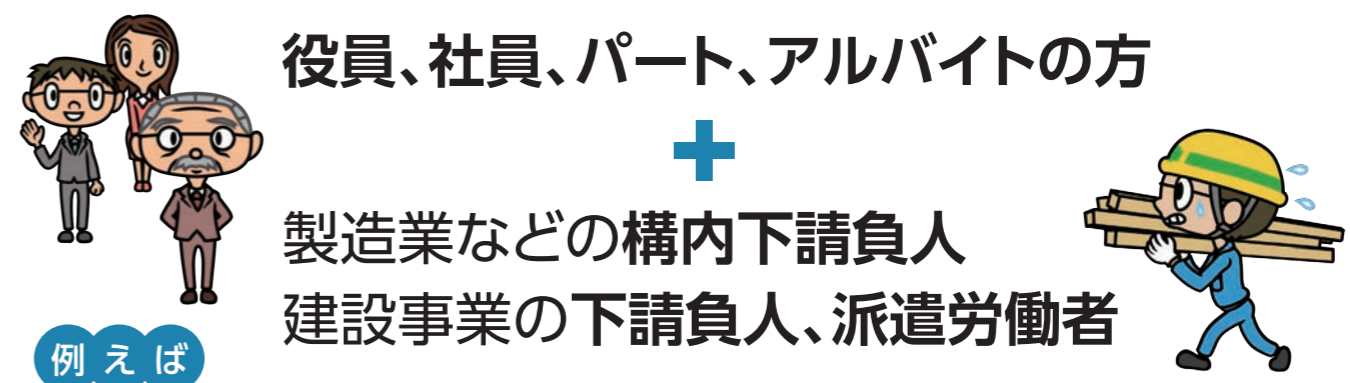 役員、社員、パート、アルバイトの方
+
製造業などの構内下請負人
建設事業の下請負人、派遣労働者
例えば